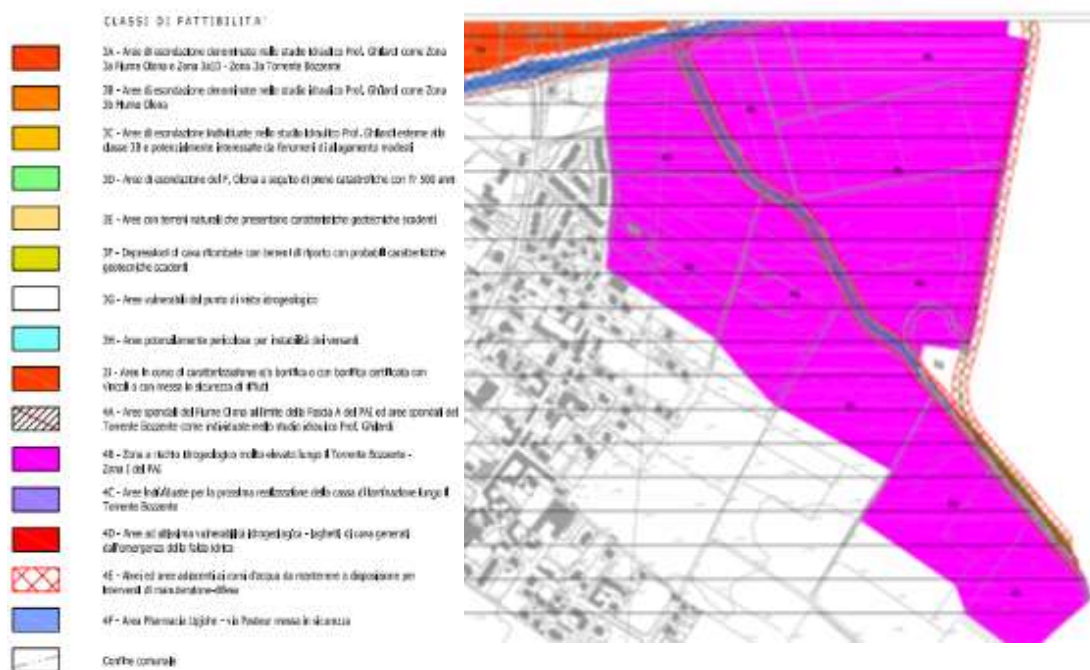 CLASSI DI FATTIBILITA'
3A - Aree di esondazione denominate nello studio idraulico Prof. Ghilardi come Zona
3a Fiume Olona e Zona 3a1D - Zona 3a Torrente Bozzente
3B - Aree di esondazione denominate nello studio idraulico Prof. Ghilardi come Zona
3b Fiume Olona
3C - Aree di esondazione individuate nello studio idraulico Prof. Ghilardi esterne alla
classe 3B e potenzialmente interessate da fenomeni di allagamento modesti
3D - Aree di esondazione del F. Olona a seguito di piene catastrofiche con Tr 500 anni
3E - Aree con terreni naturali che presentano caratteristiche geotecniche scadenti
3F - Depressioni di cava ritombate con terreni di riporto con probabili caratteristiche
geotecniche scadenti
3G - Aree vulnerabili dal punto di vista idrogeologico
3H - Aree potenzialmente pericolose per instabilità dei versanti
3I - Aree in corso di caratterizzazione e/o bonifica o con bonifica certificata con
vincoli o con messa in sicurezza di rifiuti
4A - Aree spondali del Fiume Olona al limite della Fascia A del PAI ed aree spondali del
Torrente Bozzente come individuate nello studio idraulico Prof. Ghilardi
4B - Zona a rischio idrogeologico molto elevato lungo il Torrente Bozzente -
Zona I del PAI
4C - Aree individuate per la prossima realizzazione della cassa di laminazione lungo il
Torrente Bozzente
4D - Aree ad altissima vulnerabilità idrogeologica - laghetti di cava generati
dall'emergenza della falda idrica
4E - Alvei ed aree adiacenti ai corsi d'acqua da mantenere a disposizione per
interventi di manutenzione-difesa
4F - Area Pharmacia Upjohn - via Pasteur messa in sicurezza
Confine comunale